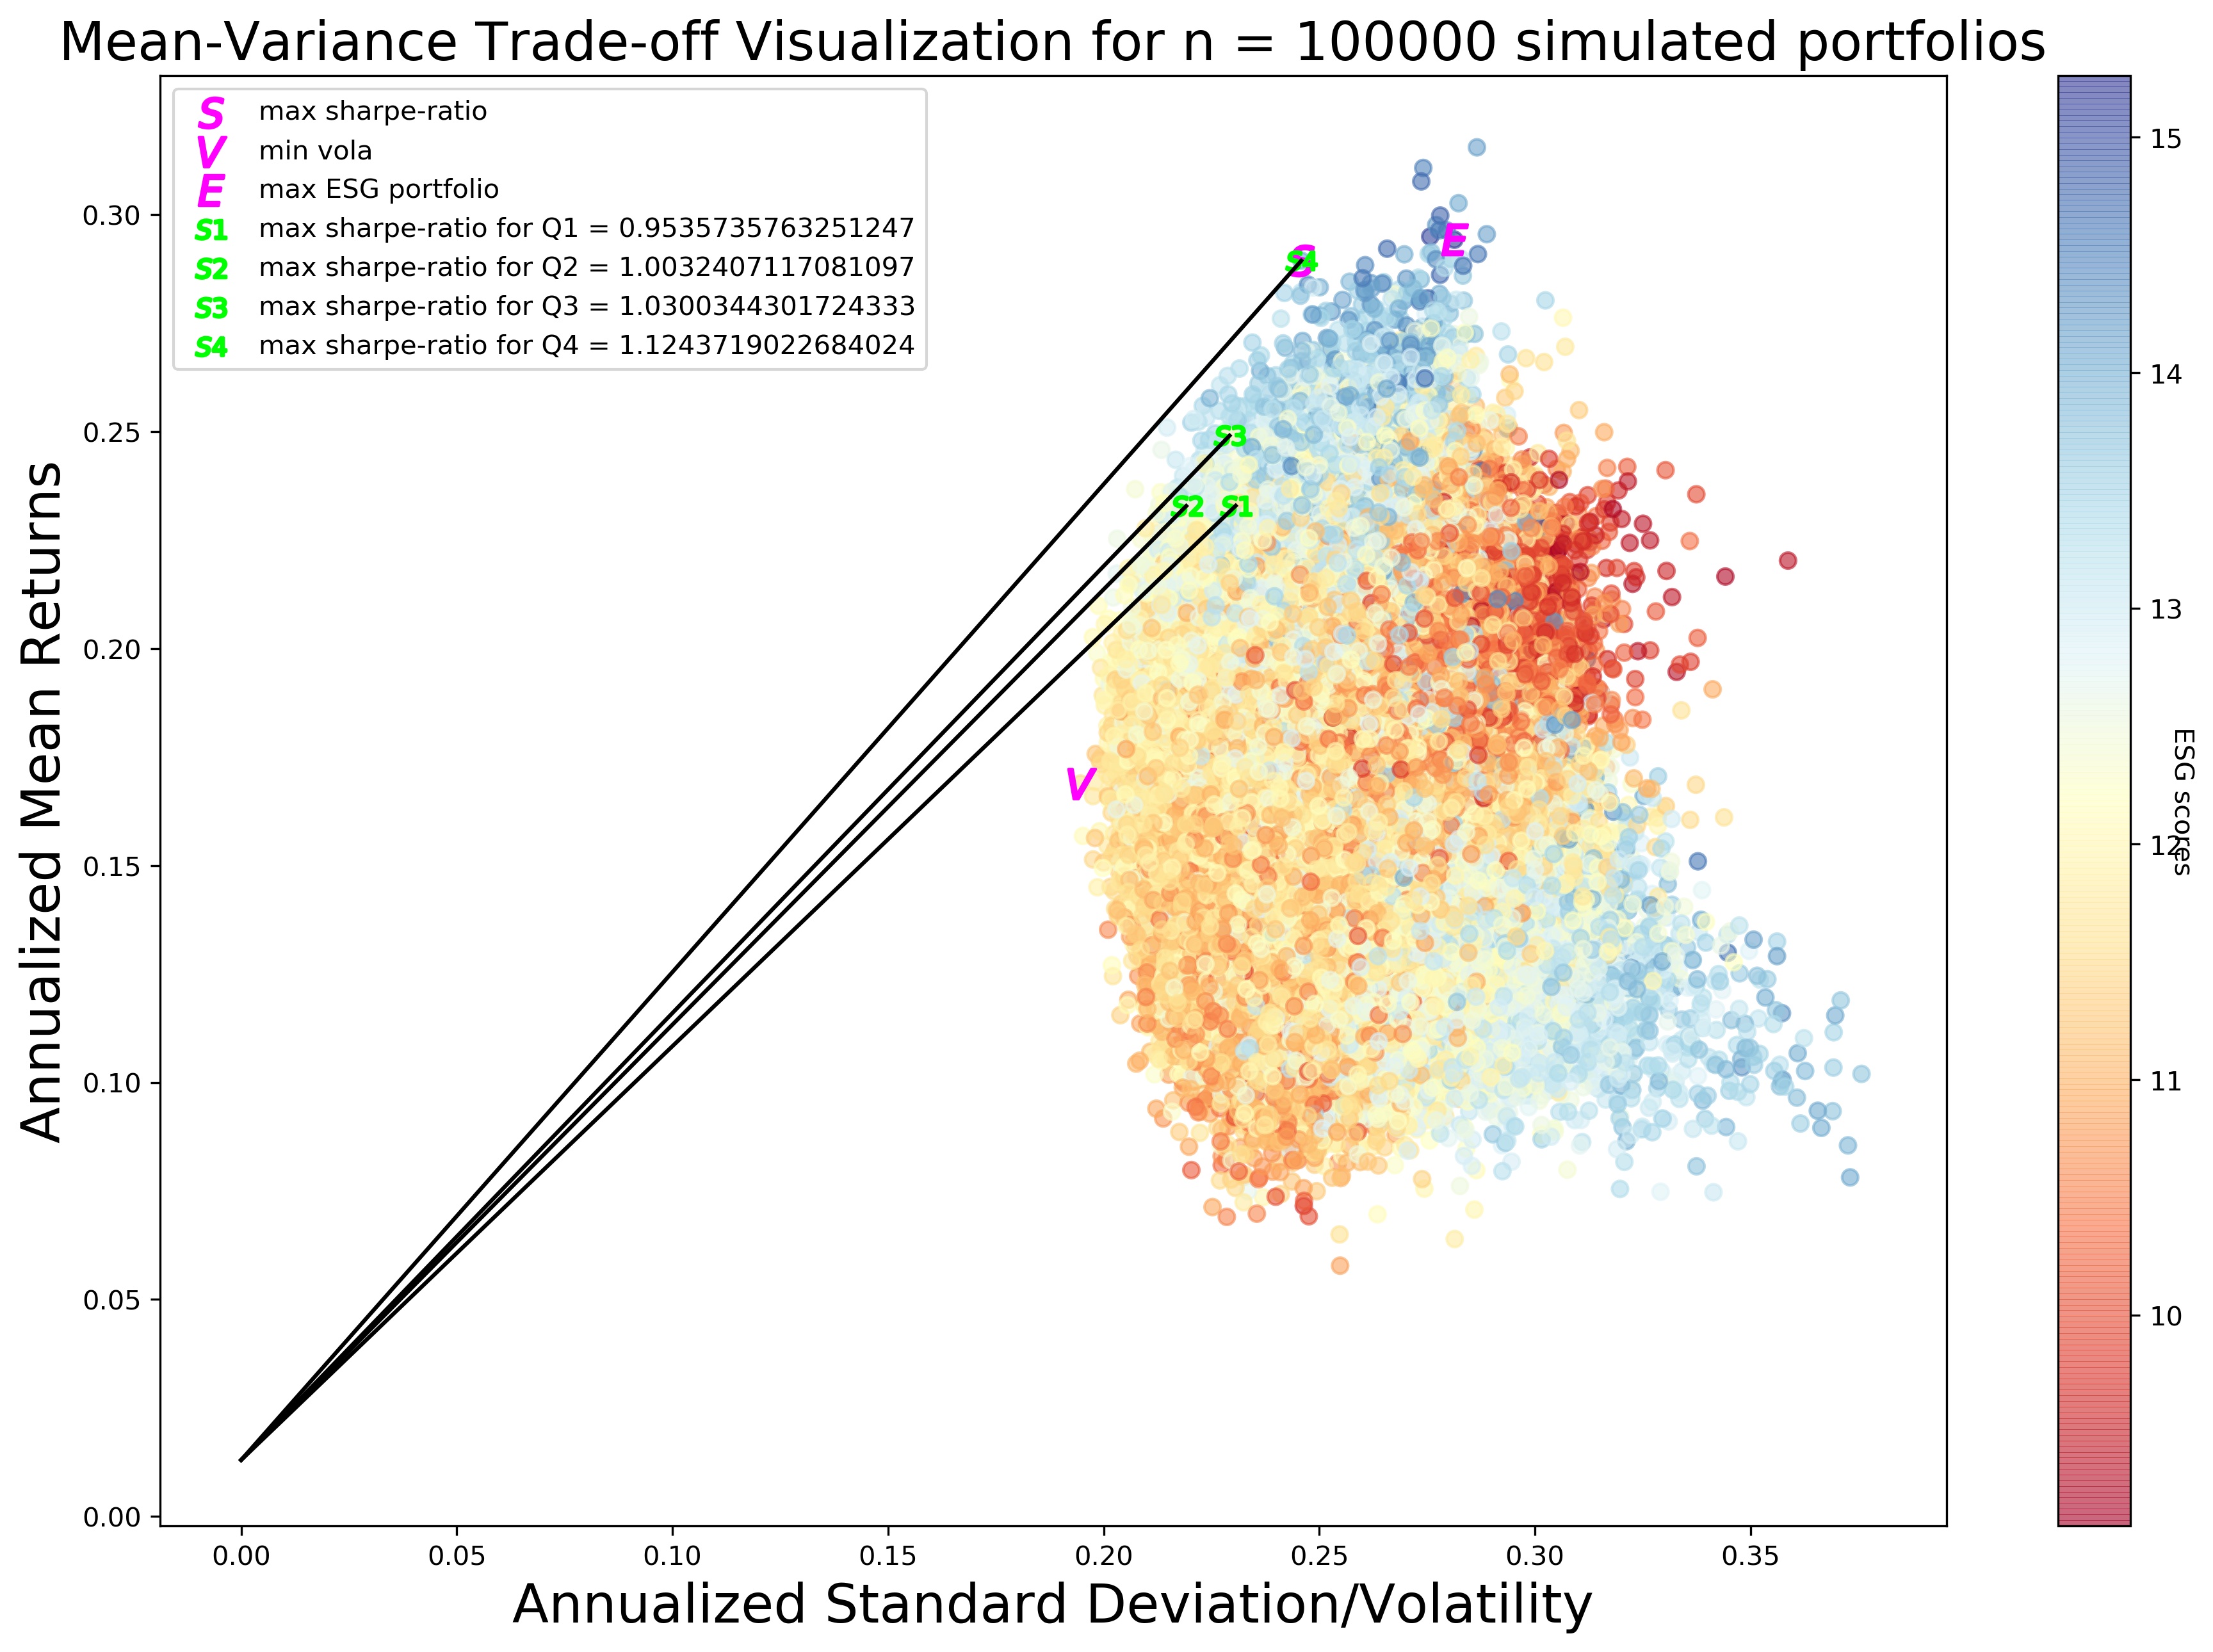 Mean-Variance Trade-off Visualization for n = 100000 simulated portfolios
S max sharpe-ratio
V min vola
E max ESG portfolio
S1 max sharpe-ratio for Q1 = 0.9535735763251247
S2 max sharpe-ratio for Q2 = 1.0032407117081097
S3 max sharpe-ratio for Q3 = 1.0300344301724333
S4 max sharpe-ratio for Q4 = 1.1243719022684024
Annualized Mean Returns
0.30
0.25
0.20
0.15
0.10
0.05
0.00
S
S4
E
S3
S2
S1
V
0.00
0.05
0.10
0.15
0.20
0.25
0.30
0.35
Annualized Standard Deviation/Volatility
15
14
13
12
11
10
ESG scores